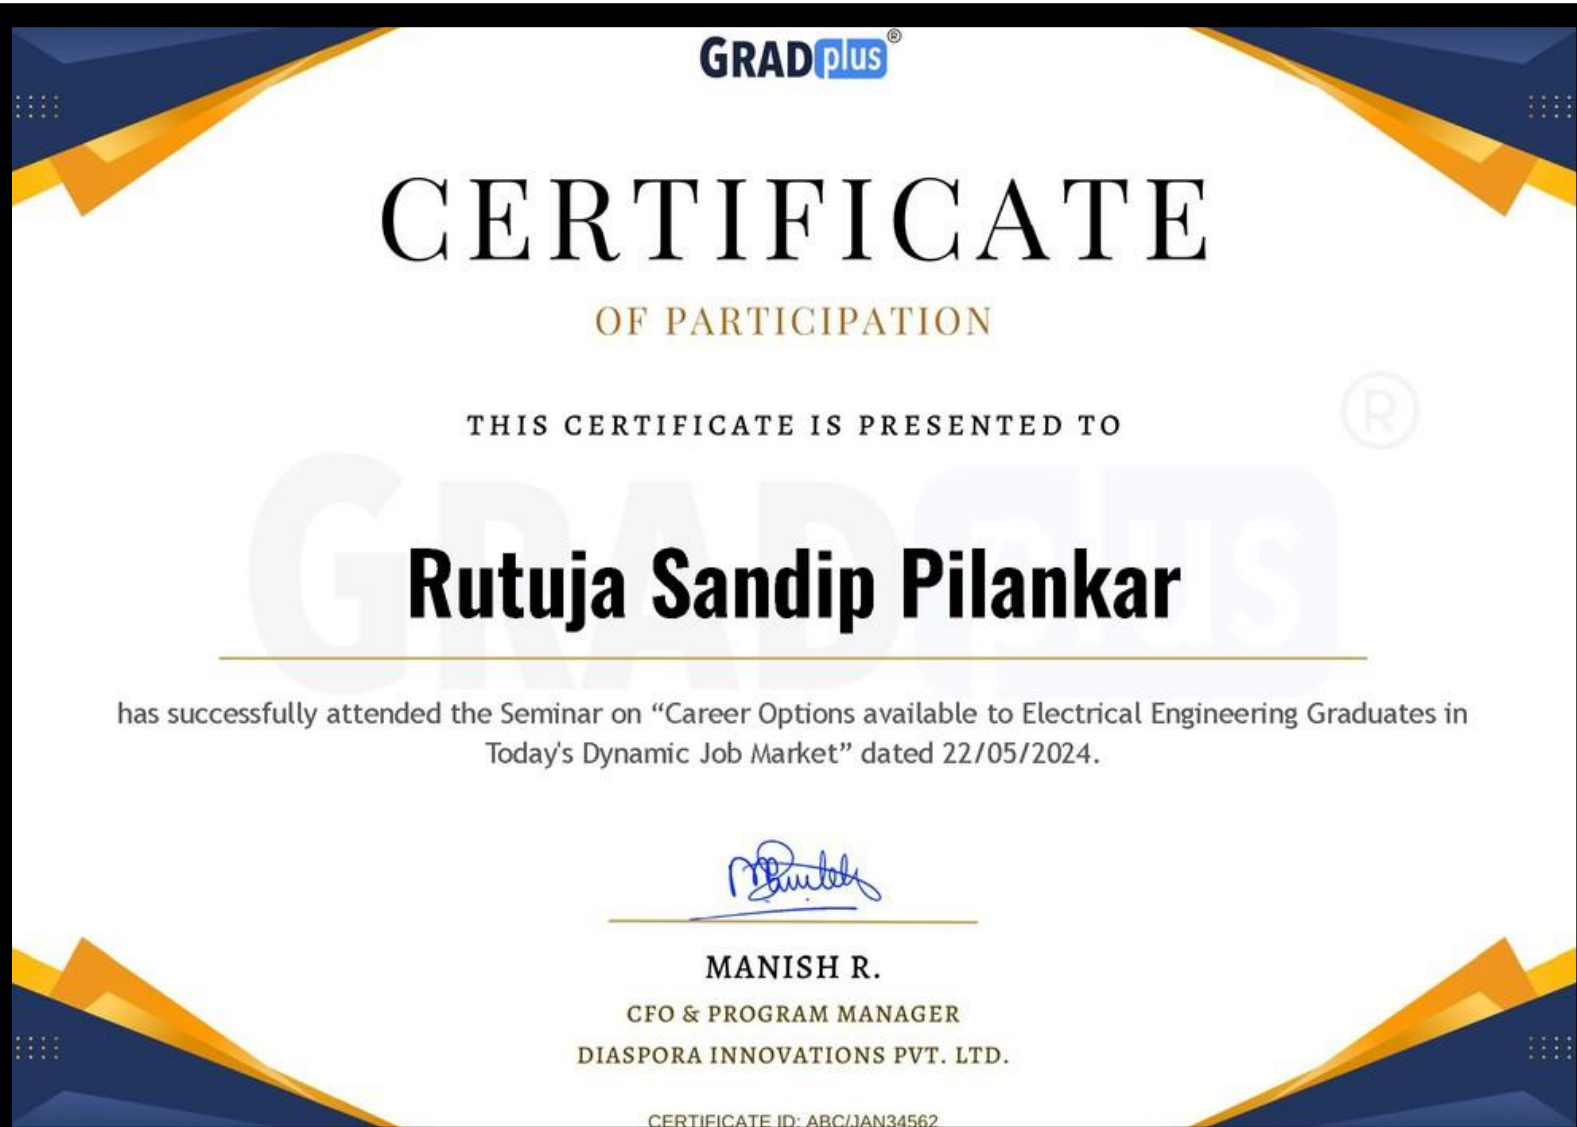 GRADplus®
CERTIFICATE
OF PARTICIPATION
THIS CERTIFICATE IS PRESENTED TO
GRADplus®
Rutuja Sandip Pilankar
has successfully attended the Seminar on “Career Options available to Electrical Engineering Graduates in
Today's Dynamic Job Market” dated 22/05/2024.
MANISH R.
CFO & PROGRAM MANAGER
DIASPORA INNOVATIONS PVT. LTD.
CERTIFICATE ID: ABC/JAN34562